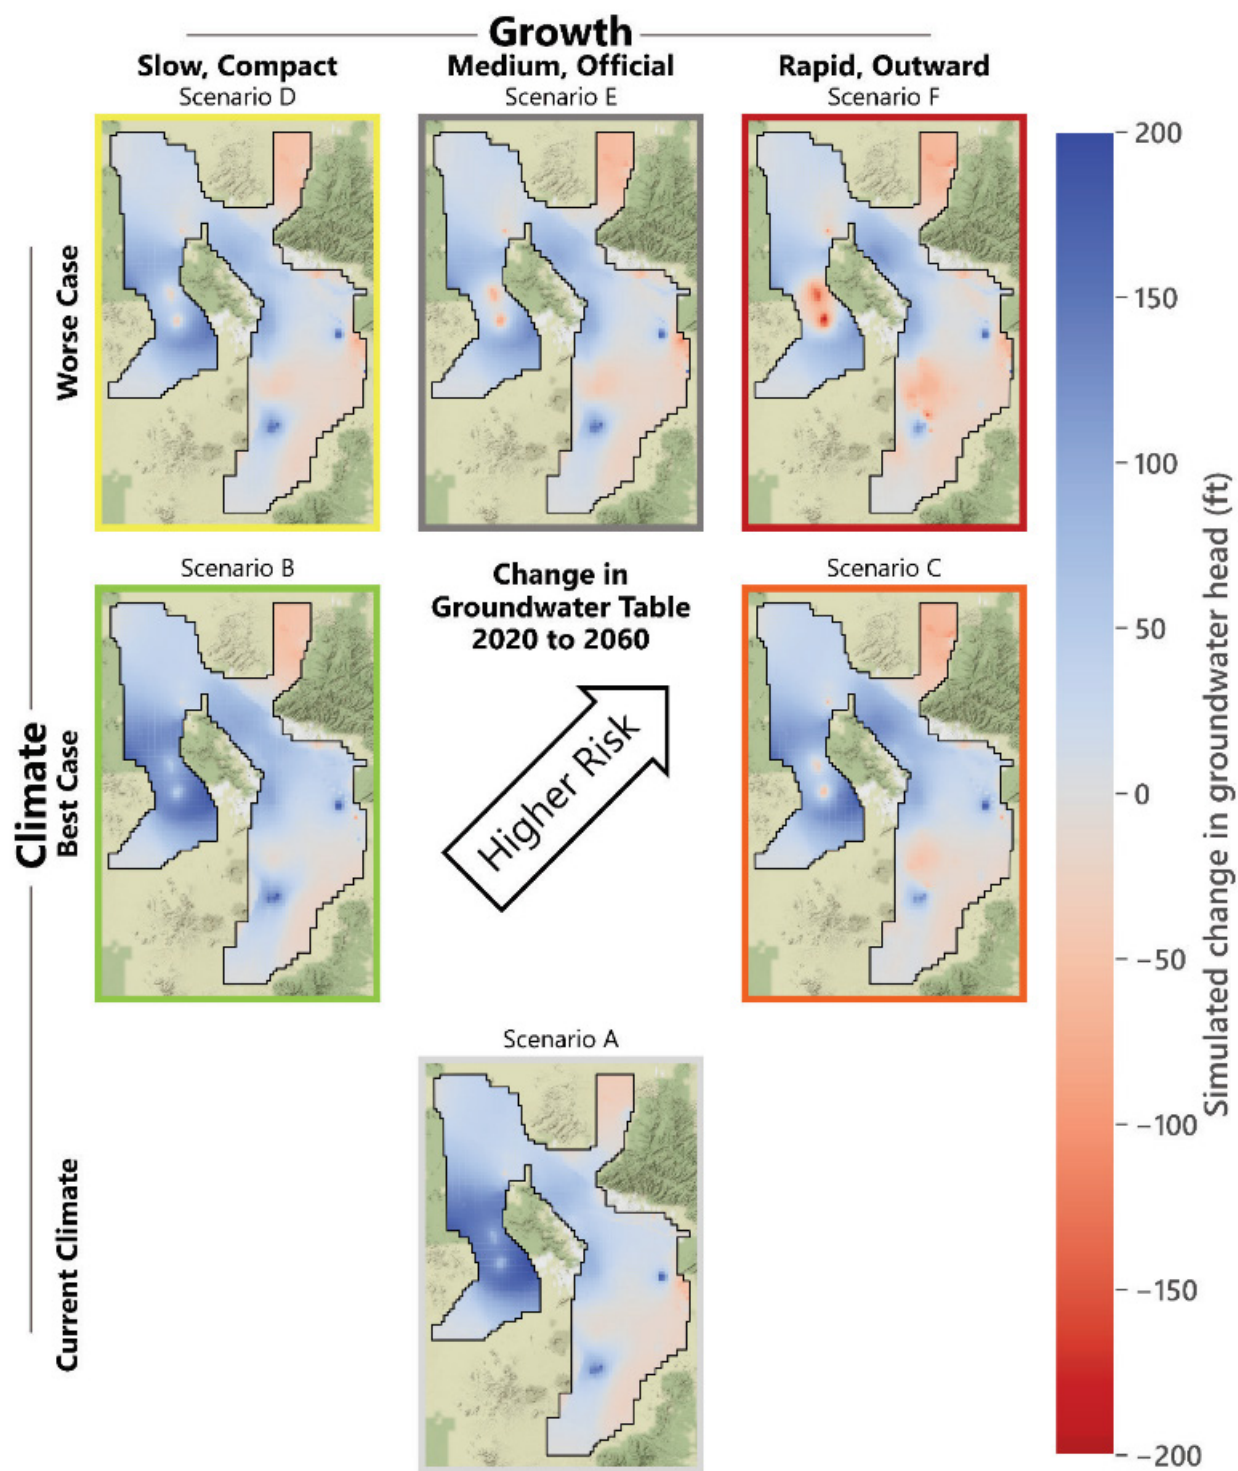 Growth
Slow, Compact
Medium, Official
Rapid, Outward
Scenario D
Scenario E
Scenario F
Climate
Worse Case
Best Case
Current Climate
Scenario B
Change in
Groundwater Table
2020 to 2060
Higher Risk
Scenario C
Scenario A
200
150
100
50
0
−50
−100
−150
−200
Simulated change in groundwater head (ft)